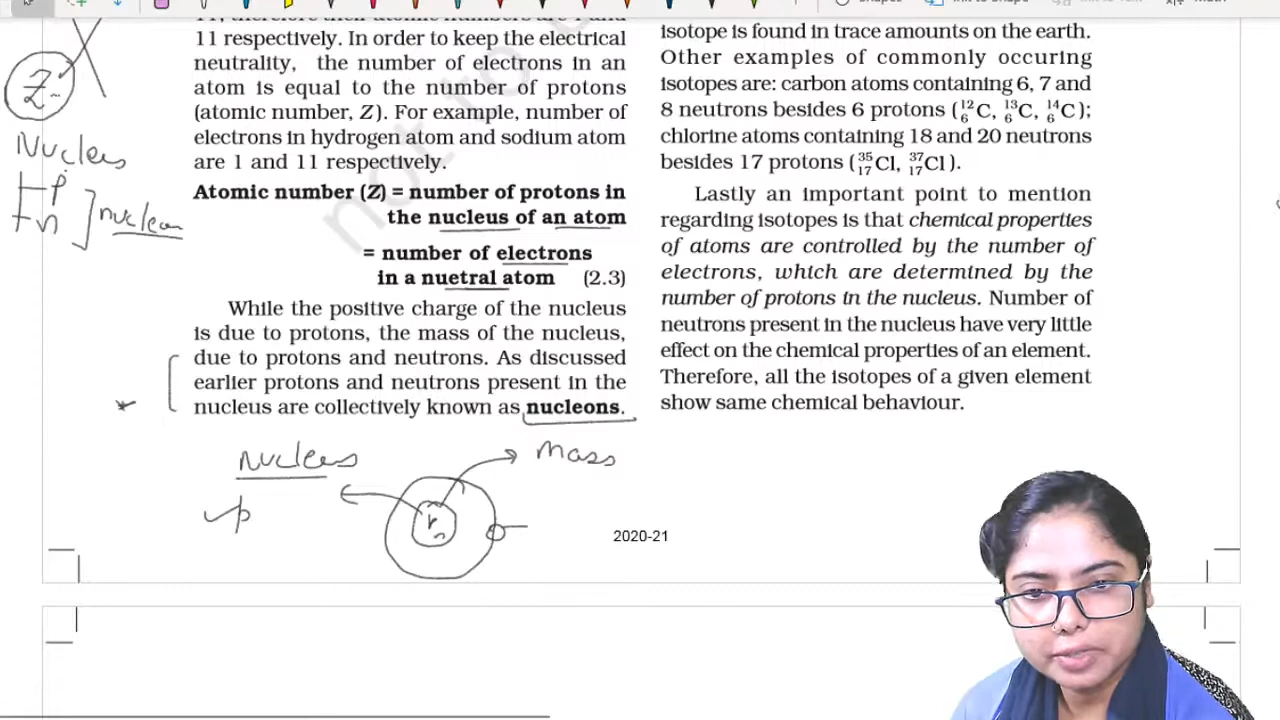 11 respectively. In order to keep the electrical
neutrality, the number of electrons in an
atom is equal to the number of protons
(atomic number, Z). For example, number of
electrons in hydrogen atom and sodium atom
are 1 and 11 respectively.
Atomic number (Z) = number of protons in
the nucleus of an atom
= number of electrons
in a nuetral atom (2.3)
While the positive charge of the nucleus
is due to protons, the mass of the nucleus,
due to protons and neutrons. As discussed
earlier protons and neutrons present in the
nucleus are collectively known as nucleons.
isotope is found in trace amounts on the earth.
Other examples of commonly occuring
isotopes are: carbon atoms containing 6, 7 and
8 neutrons besides 6 protons (¹²₆C, ¹³₆C, ¹⁴₆C);
chlorine atoms containing 18 and 20 neutrons
besides 17 protons (³⁵₁₇Cl, ³⁷₁₇Cl).
Lastly an important point to mention
regarding isotopes is that chemical properties
of atoms are controlled by the number of
electrons, which are determined by the
number of protons in the nucleus. Number of
neutrons present in the nucleus have very little
effect on the chemical properties of an element.
Therefore, all the isotopes of a given element
show same chemical behaviour.
Z
Nucleus
p
n
nucleon
Nucleus
Mass
p
2020-21